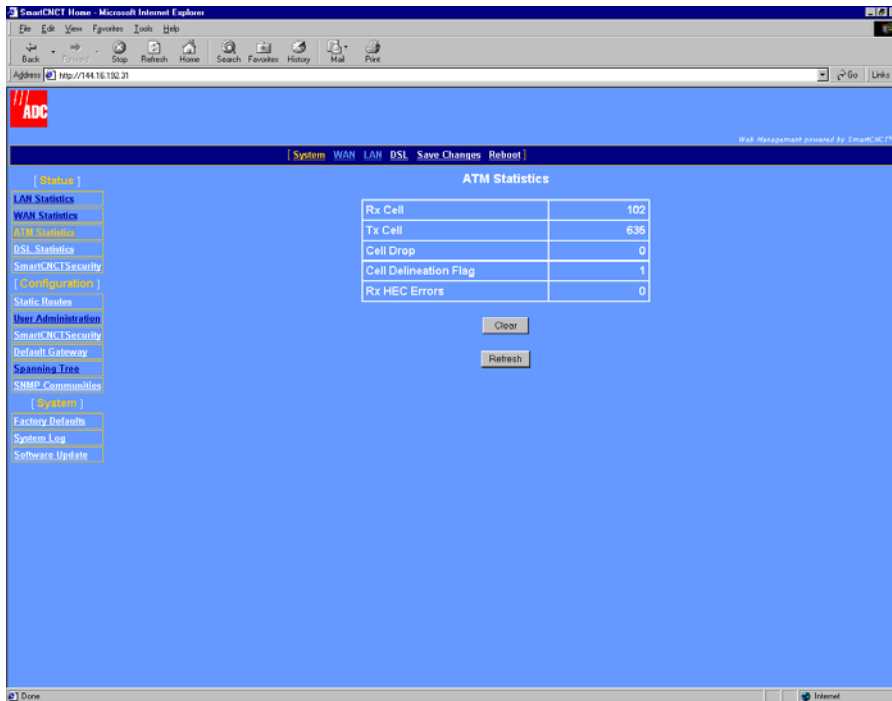 SmartCNCT Home - Microsoft Internet Explorer
File Edit View Favorites Tools Help
Back Forward Stop Refresh Home Search Favorites History Mail Print
Address http://144.16.192.31 Go Links
ADC
Web Management powered by SmartCNCT
[ System WAN LAN DSL Save Changes Reboot ]
[ Status ]
LAN Statistics
WAN Statistics
ATM Statistics
DSL Statistics
SmartCNCTSecurity
[ Configuration ]
Static Routes
User Administration
SmartCNCTSecurity
Default Gateway
Spanning Tree
SNMP Communities
[ System ]
Factory Defaults
System Log
Software Update
ATM Statistics
Rx Cell 102
Tx Cell 635
Cell Drop 0
Cell Delineation Flag 1
Rx HEC Errors 0
Clear
Refresh
Done Internet